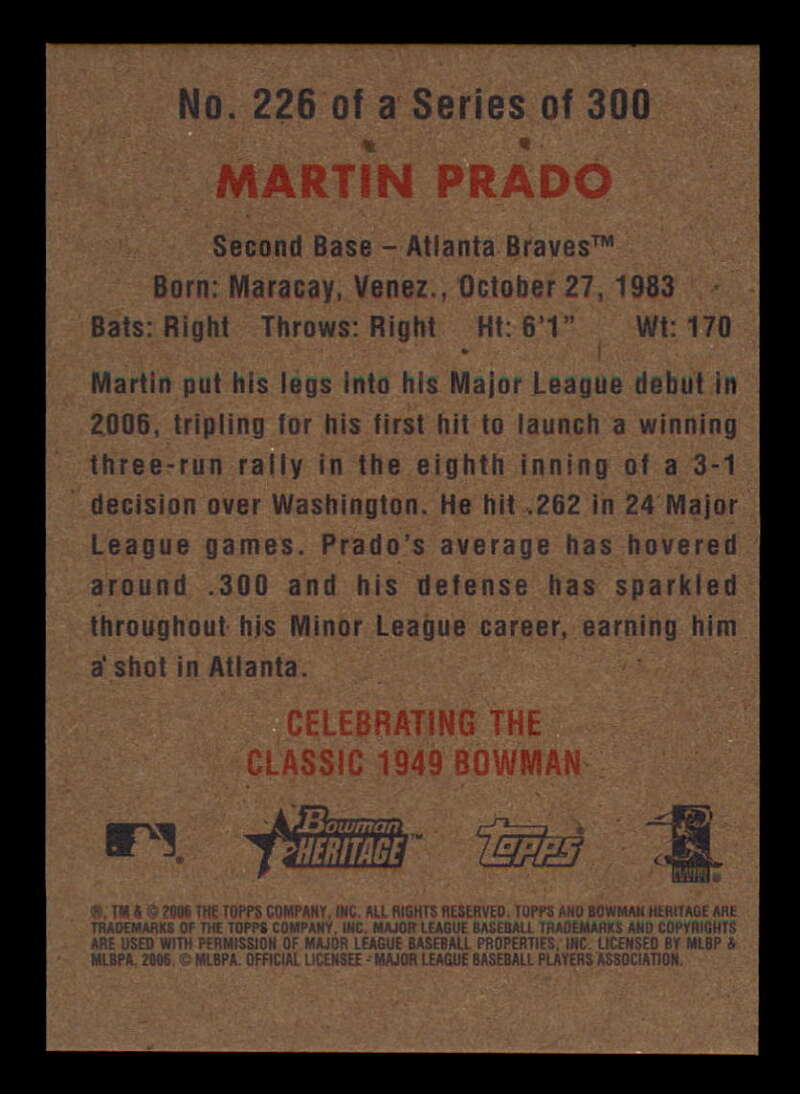 No. 226 of a Series of 300
MARTIN PRADO
Second Base – Atlanta Braves™
Born: Maracay, Venez., October 27, 1983
Bats: Right Throws: Right Ht: 6'1" Wt: 170
Martin put his legs into his Major League debut in
2006, tripling for his first hit to launch a winning
three-run rally in the eighth inning of a 3-1
decision over Washington. He hit .262 in 24 Major
League games. Prado's average has hovered
around .300 and his defense has sparkled
throughout his Minor League career, earning him
a shot in Atlanta.
CELEBRATING THE
CLASSIC 1949 BOWMAN
Bowman
HERITAGE™
Topps®
®, TM & © 2006 THE TOPPS COMPANY, INC. ALL RIGHTS RESERVED. TOPPS AND BOWMAN HERITAGE ARE
TRADEMARKS OF THE TOPPS COMPANY, INC. MAJOR LEAGUE BASEBALL TRADEMARKS AND COPYRIGHTS
ARE USED WITH PERMISSION OF MAJOR LEAGUE BASEBALL PROPERTIES, INC. LICENSED BY MLBP &
MLBPA. 2006. © MLBPA. OFFICIAL LICENSEE - MAJOR LEAGUE BASEBALL PLAYERS ASSOCIATION.